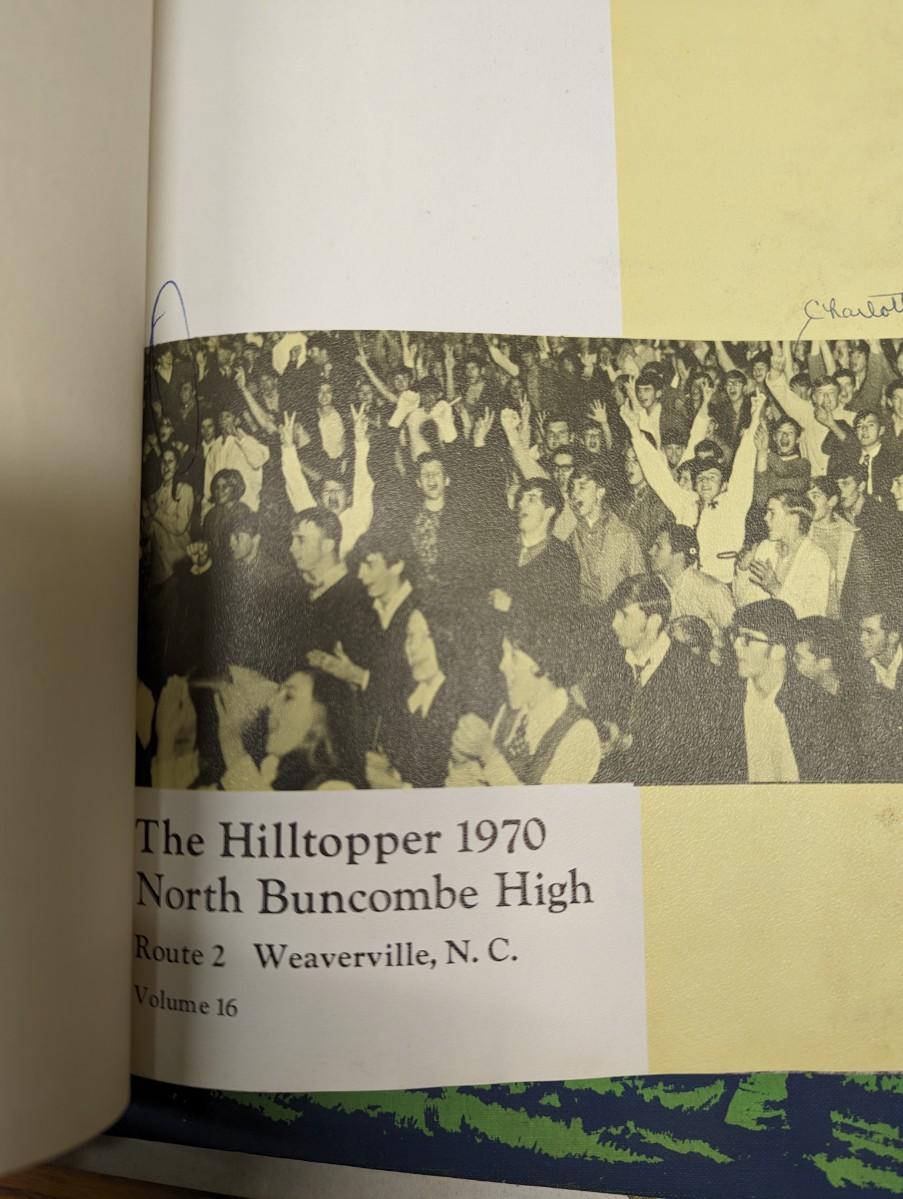 Charlott
The Hilltopper 1970
North Buncombe High
Route 2 Weaverville, N. C.
Volume 16